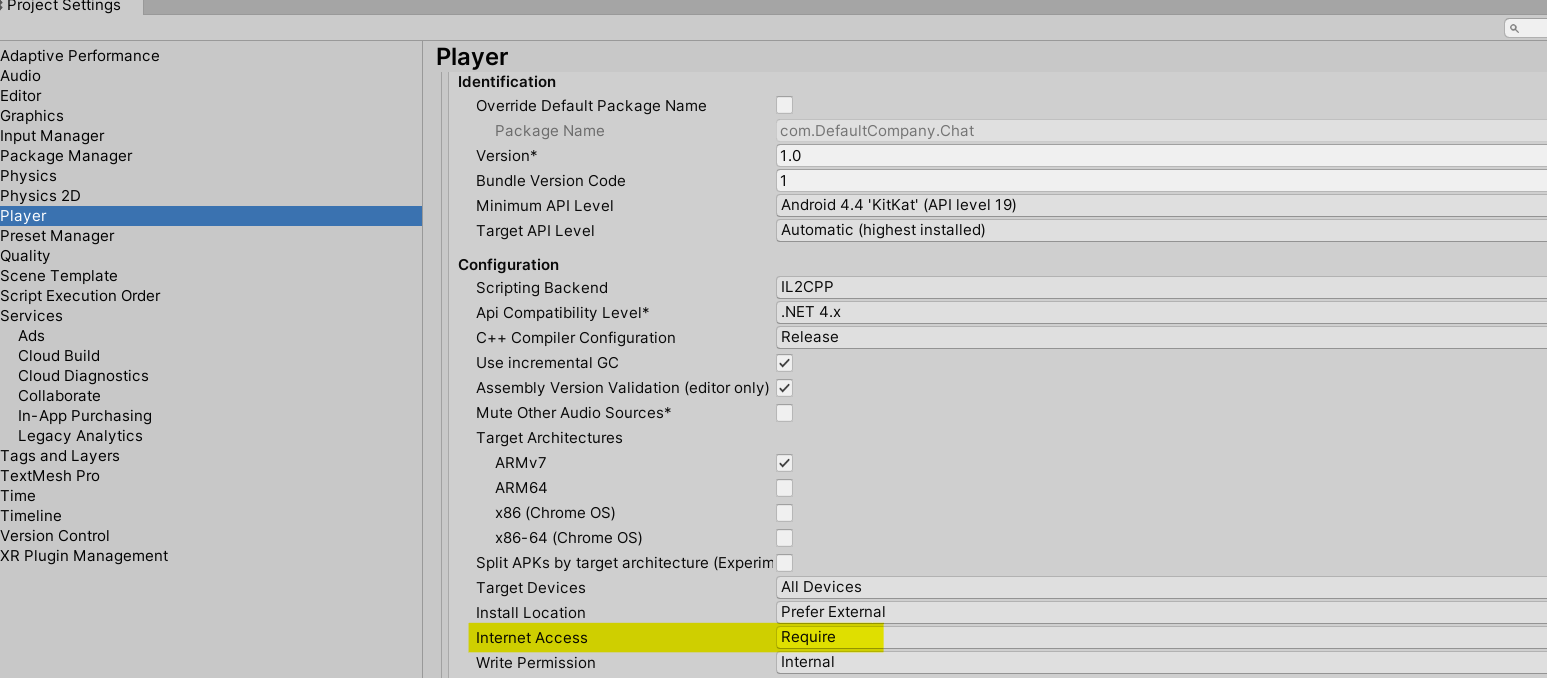 Project Settings
Adaptive Performance
Audio
Editor
Graphics
Input Manager
Package Manager
Physics
Physics 2D
Player
Preset Manager
Quality
Scene Template
Script Execution Order
Services
Ads
Cloud Build
Cloud Diagnostics
Collaborate
In-App Purchasing
Legacy Analytics
Tags and Layers
TextMesh Pro
Time
Timeline
Version Control
XR Plugin Management
Player
Identification
Override Default Package Name
Package Name com.DefaultCompany.Chat
Version* 1.0
Bundle Version Code 1
Minimum API Level Android 4.4 'KitKat' (API level 19)
Target API Level Automatic (highest installed)
Configuration
Scripting Backend IL2CPP
Api Compatibility Level* .NET 4.x
C++ Compiler Configuration Release
Use incremental GC
Assembly Version Validation (editor only)
Mute Other Audio Sources*
Target Architectures
ARMv7
ARM64
x86 (Chrome OS)
x86-64 (Chrome OS)
Split APKs by target architecture (Experim
Target Devices All Devices
Install Location Prefer External
Internet Access Require
Write Permission Internal